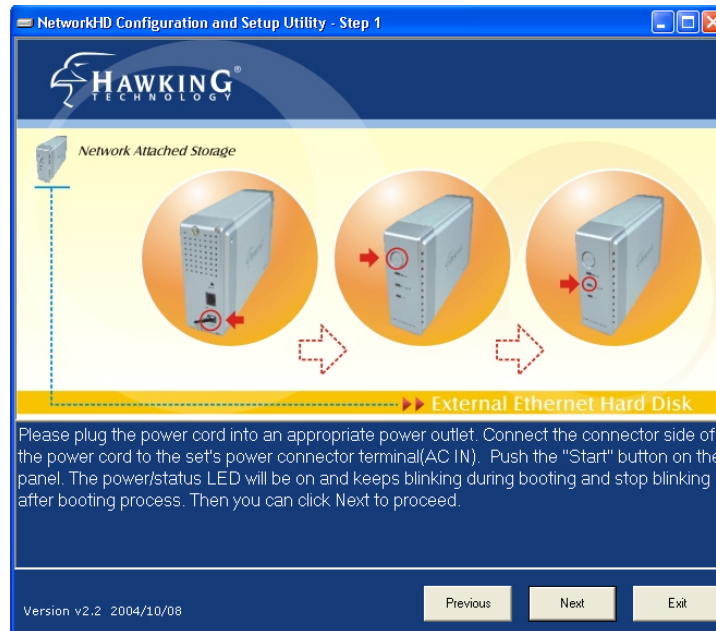 NetworkHD Configuration and Setup Utility - Step 1
HAWKING®
TECHNOLOGY
Network Attached Storage
External Ethernet Hard Disk
Please plug the power cord into an appropriate power outlet. Connect the connector side of
the power cord to the set's power connector terminal(AC IN). Push the "Start" button on the
panel. The power/status LED will be on and keeps blinking during booting and stop blinking
after booting process. Then you can click Next to proceed.
Previous
Next
Exit
Version v2.2 2004/10/08